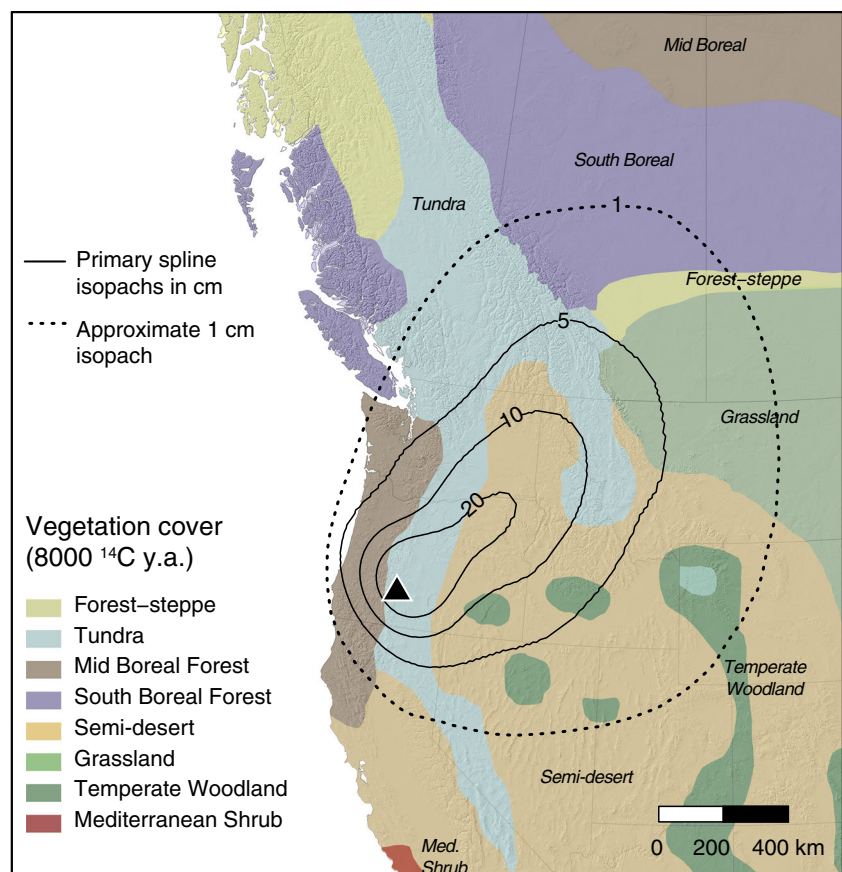 Mid Boreal
South Boreal
Tundra
1
Primary spline
isopachs in cm
Forest–steppe
Approximate 1 cm
isopach
5
10
Grassland
20
Vegetation cover
(8000 ¹⁴C y.a.)
Forest–steppe
Tundra
Mid Boreal Forest
South Boreal Forest
Semi-desert
Grassland
Temperate Woodland
Mediterranean Shrub
Temperate
Woodland
Semi-desert
Med.
Shrub
0 200 400 km